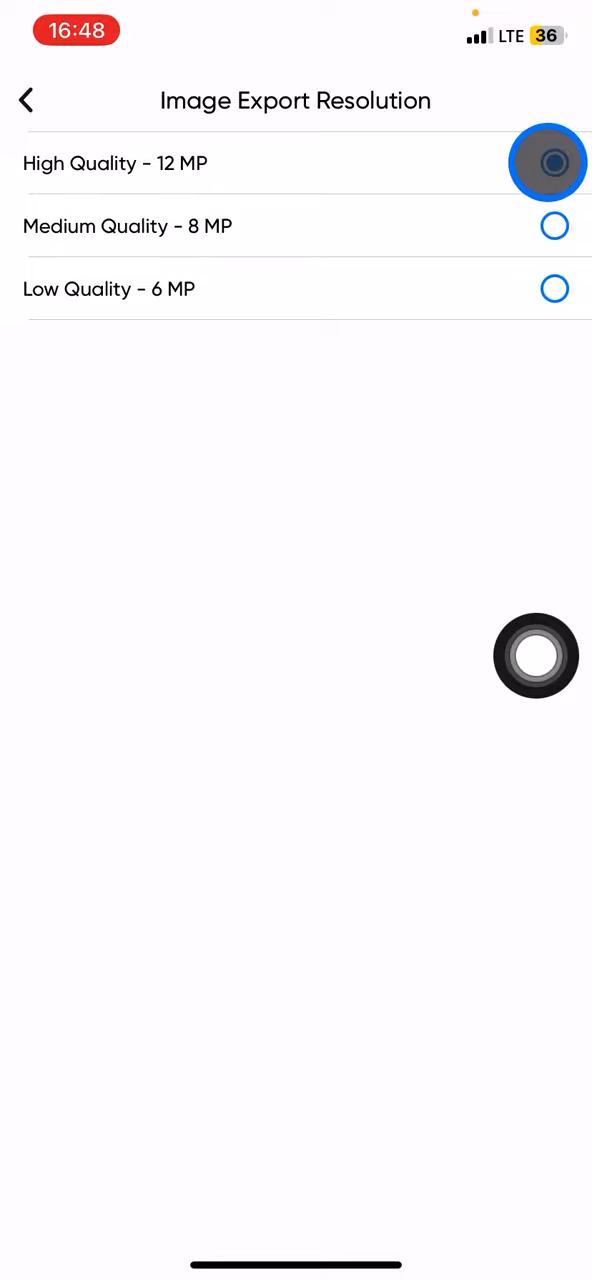 16:48
LTE 36
Image Export Resolution
High Quality - 12 MP
Medium Quality - 8 MP
Low Quality - 6 MP